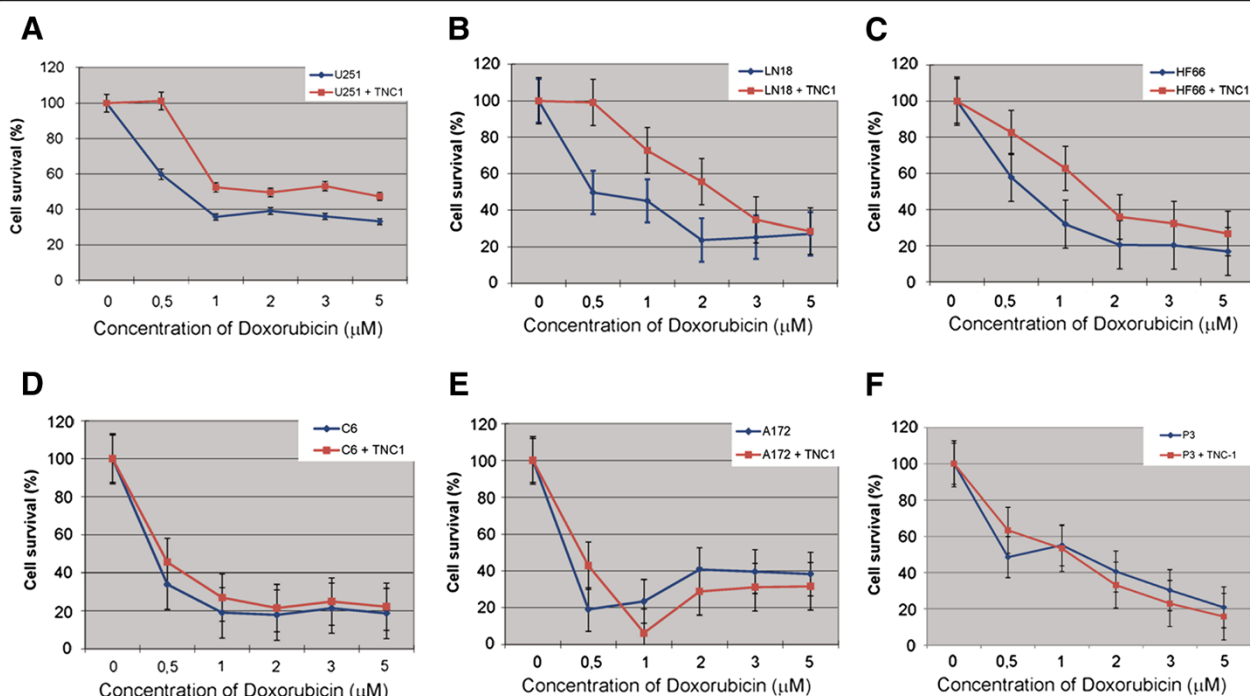 A
B
C
120
100
80
60
40
20
0
Cell survival (%)
U251
U251 + TNC1
0 0,5 1 2 3 5
Concentration of Doxorubicin (μM)
120
100
80
60
40
20
0
Cell survival (%)
LN18
LN18 + TNC1
0 0,5 1 2 3 5
Concentration of Doxorubicin (μM)
120
100
80
60
40
20
0
Cell survival (%)
HF66
HF66 + TNC1
0 0,5 1 2 3 5
Concentration of Doxorubicin (μM)
D
E
F
120
100
80
60
40
20
0
Cell survival (%)
C6
C6 + TNC1
0 0,5 1 2 3 5
Concentration of Doxorubicin (μM)
120
100
80
60
40
20
0
Cell survival (%)
A172
A172 + TNC1
0 0,5 1 2 3 5
Concentration of Doxorubicin (μM)
120
100
80
60
40
20
0
Cell survival (%)
P3
P3 + TNC-1
0 0,5 1 2 3 5
Concentration of Doxorubicin (μM)